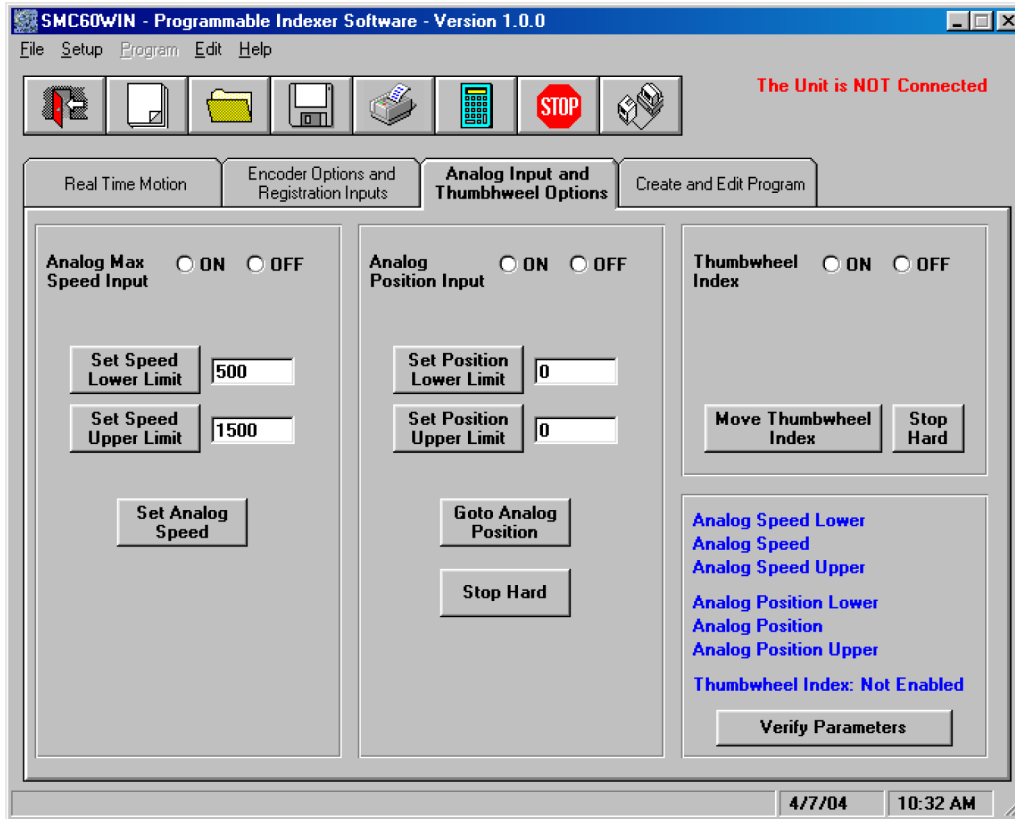 SMC60WIN - Programmable Indexer Software - Version 1.0.0
File Setup Program Edit Help
STOP
The Unit is NOT Connected
Real Time Motion
Encoder Options and
Registration Inputs
Analog Input and
Thumbhweel Options
Create and Edit Program
Analog Max
Speed Input
ON OFF
Set Speed
Lower Limit
500
Set Speed
Upper Limit
1500
Set Analog
Speed
Analog
Position Input
ON OFF
Set Position
Lower Limit
0
Set Position
Upper Limit
0
Goto Analog
Position
Stop Hard
Thumbwheel
Index
ON OFF
Move Thumbwheel
Index
Stop
Hard
Analog Speed Lower
Analog Speed
Analog Speed Upper
Analog Position Lower
Analog Position
Analog Position Upper
Thumbwheel Index: Not Enabled
Verify Parameters
4/7/04
10:32 AM